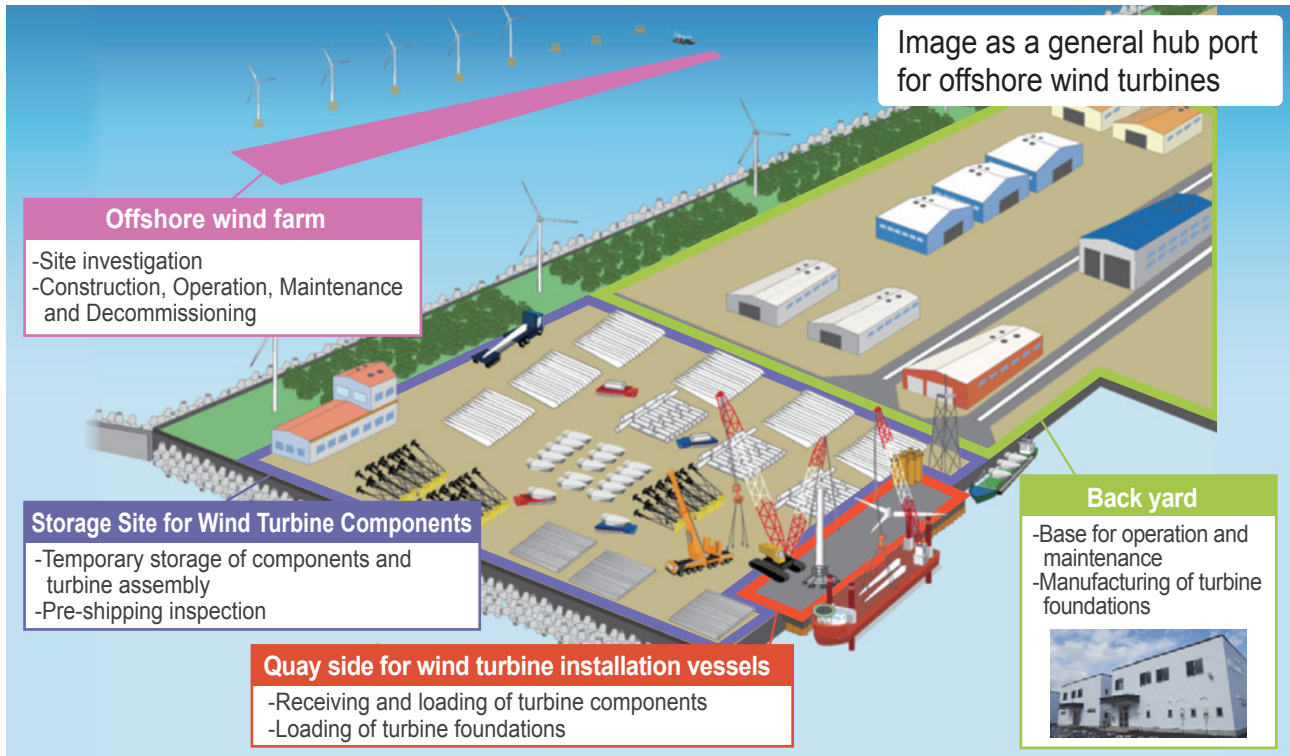 Image as a general hub port
for offshore wind turbines
Offshore wind farm
-Site investigation
-Construction, Operation, Maintenance
and Decommissioning
Storage Site for Wind Turbine Components
-Temporary storage of components and
turbine assembly
-Pre-shipping inspection
Quay side for wind turbine installation vessels
-Receiving and loading of turbine components
-Loading of turbine foundations
Back yard
-Base for operation and
maintenance
-Manufacturing of turbine
foundations